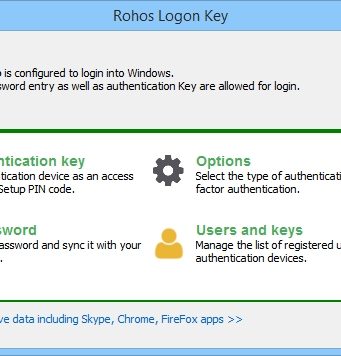 Rohos Logon Key
is configured to login into Windows.
sword entry as well as authentication Key are allowed for login.
ntication key
Options
tication device as an access
Select the type of authenticati
Setup PIN code.
factor authentication.
sword
Users and keys
assword and sync it with your
Manage the list of registered u
authentication devices.
ve data including Skype, Chrome, FireFox apps >>